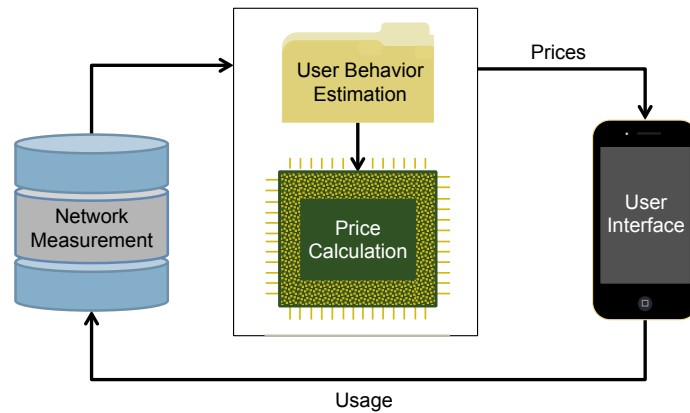 User Behavior
Estimation
Prices
Network
Measurement
Price
Calculation
User
Interface
Usage